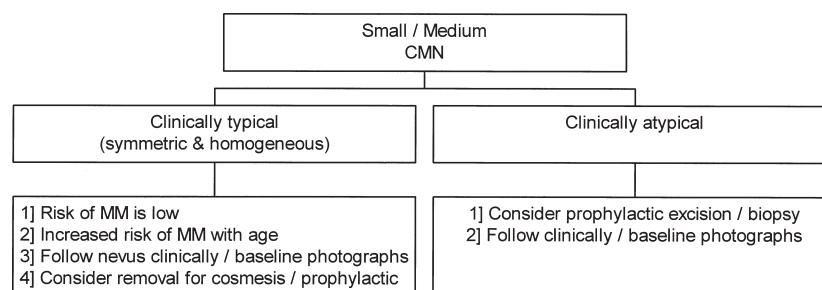 Small / Medium
CMN
Clinically typical
(symmetric & homogeneous)
Clinically atypical
1] Risk of MM is low
2] Increased risk of MM with age
3] Follow nevus clinically / baseline photographs
4] Consider removal for cosmesis / prophylactic
1] Consider prophylactic excision / biopsy
2] Follow clinically / baseline photographs